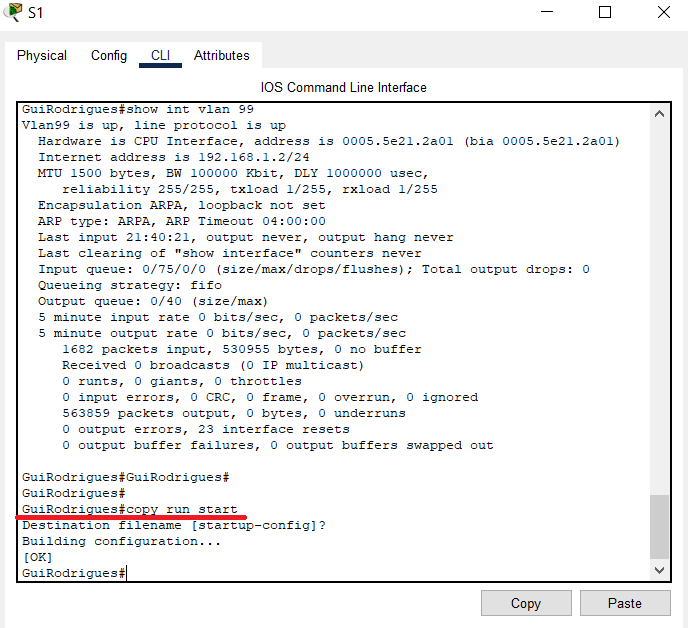 S1
Physical Config CLI Attributes
IOS Command Line Interface
GuiRodrigues#show int vlan 99
Vlan99 is up, line protocol is up
Hardware is CPU Interface, address is 0005.5e21.2a01 (bia 0005.5e21.2a01)
Internet address is 192.168.1.2/24
MTU 1500 bytes, BW 100000 Kbit, DLY 1000000 usec,
reliability 255/255, txload 1/255, rxload 1/255
Encapsulation ARPA, loopback not set
ARP type: ARPA, ARP Timeout 04:00:00
Last input 21:40:21, output never, output hang never
Last clearing of "show interface" counters never
Input queue: 0/75/0/0 (size/max/drops/flushes); Total output drops: 0
Queueing strategy: fifo
Output queue: 0/40 (size/max)
5 minute input rate 0 bits/sec, 0 packets/sec
5 minute output rate 0 bits/sec, 0 packets/sec
1682 packets input, 530955 bytes, 0 no buffer
Received 0 broadcasts (0 IP multicast)
0 runts, 0 giants, 0 throttles
0 input errors, 0 CRC, 0 frame, 0 overrun, 0 ignored
563859 packets output, 0 bytes, 0 underruns
0 output errors, 23 interface resets
0 output buffer failures, 0 output buffers swapped out
GuiRodrigues#GuiRodrigues#
GuiRodrigues#
GuiRodrigues#copy run start
Destination filename [startup-config]?
Building configuration...
[OK]
GuiRodrigues#
Copy Paste